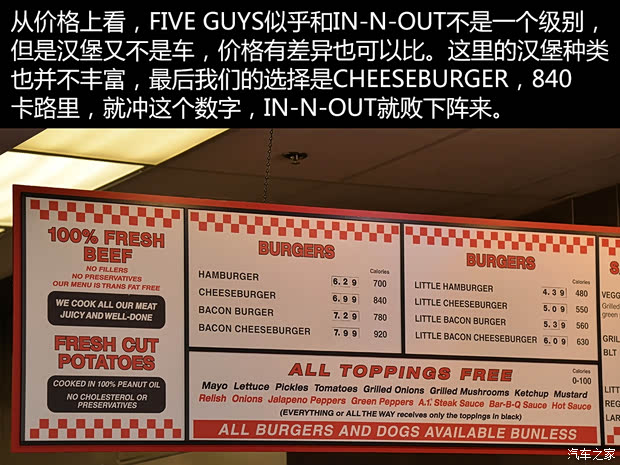 从价格上看，FIVE GUYS似乎和IN-N-OUT不是一个级别，
但是汉堡又不是车，价格有差异也可以比。这里的汉堡种类
也并不丰富，最后我们的选择是CHEESEBURGER，840
卡路里，就冲这个数字，IN-N-OUT就败下阵来。
100% FRESH
BEEF
NO FILLERS
NO PRESERVATIVES
OUR MENU IS TRANS FAT FREE
WE COOK ALL OUR MEAT
JUICY AND WELL-DONE
FRESH CUT
POTATOES
COOKED IN 100% PEANUT OIL
NO CHOLESTEROL OR
PRESERVATIVES
BURGERS
Calories
HAMBURGER 6.29 700
CHEESEBURGER 6.99 840
BACON BURGER 7.29 780
BACON CHEESEBURGER 7.99 920
BURGERS
Calories
LITTLE HAMBURGER 4.39 480
LITTLE CHEESEBURGER 5.09 550
LITTLE BACON BURGER 5.39 560
LITTLE BACON CHEESEBURGER 6.09 630
ALL TOPPINGS FREE
Calories
0-100
Mayo Lettuce Pickles Tomatoes Grilled Onions Grilled Mushrooms Ketchup Mustard
Relish Onions Jalapeno Peppers Green Peppers A.1. Steak Sauce Bar-B-Q Sauce Hot Sauce
(EVERYTHING or ALL THE WAY receives only the toppings in black)
ALL BURGERS AND DOGS AVAILABLE BUNLESS
VEGG
Grilled
green
GRIL
BLT
LIT
REG
LAR
汽车之家